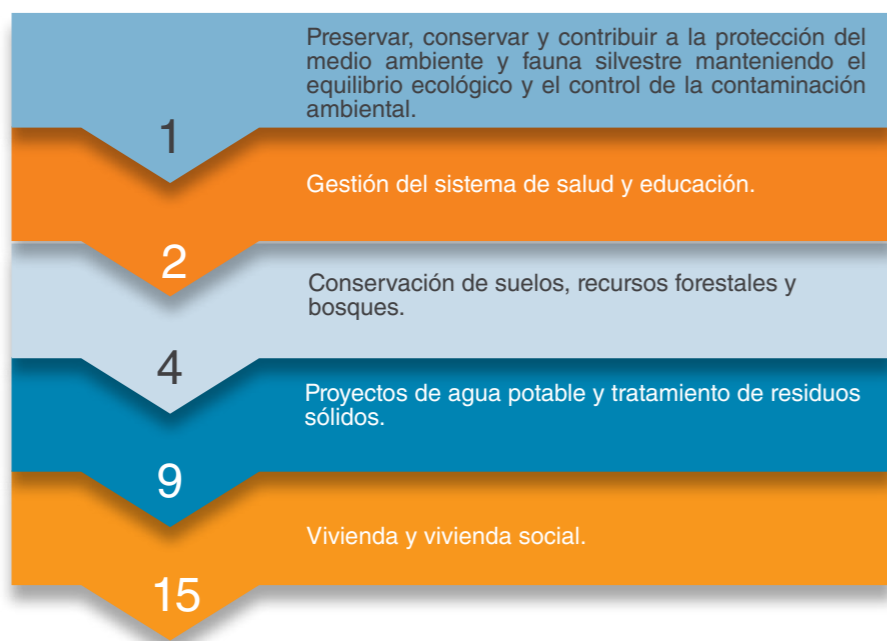 Preservar, conservar y contribuir a la protección del
medio ambiente y fauna silvestre manteniendo el
equilibrio ecológico y el control de la contaminación
ambiental.
1
Gestión del sistema de salud y educación.
2
Conservación de suelos, recursos forestales y
bosques.
4
Proyectos de agua potable y tratamiento de residuos
sólidos.
9
Vivienda y vivienda social.
15